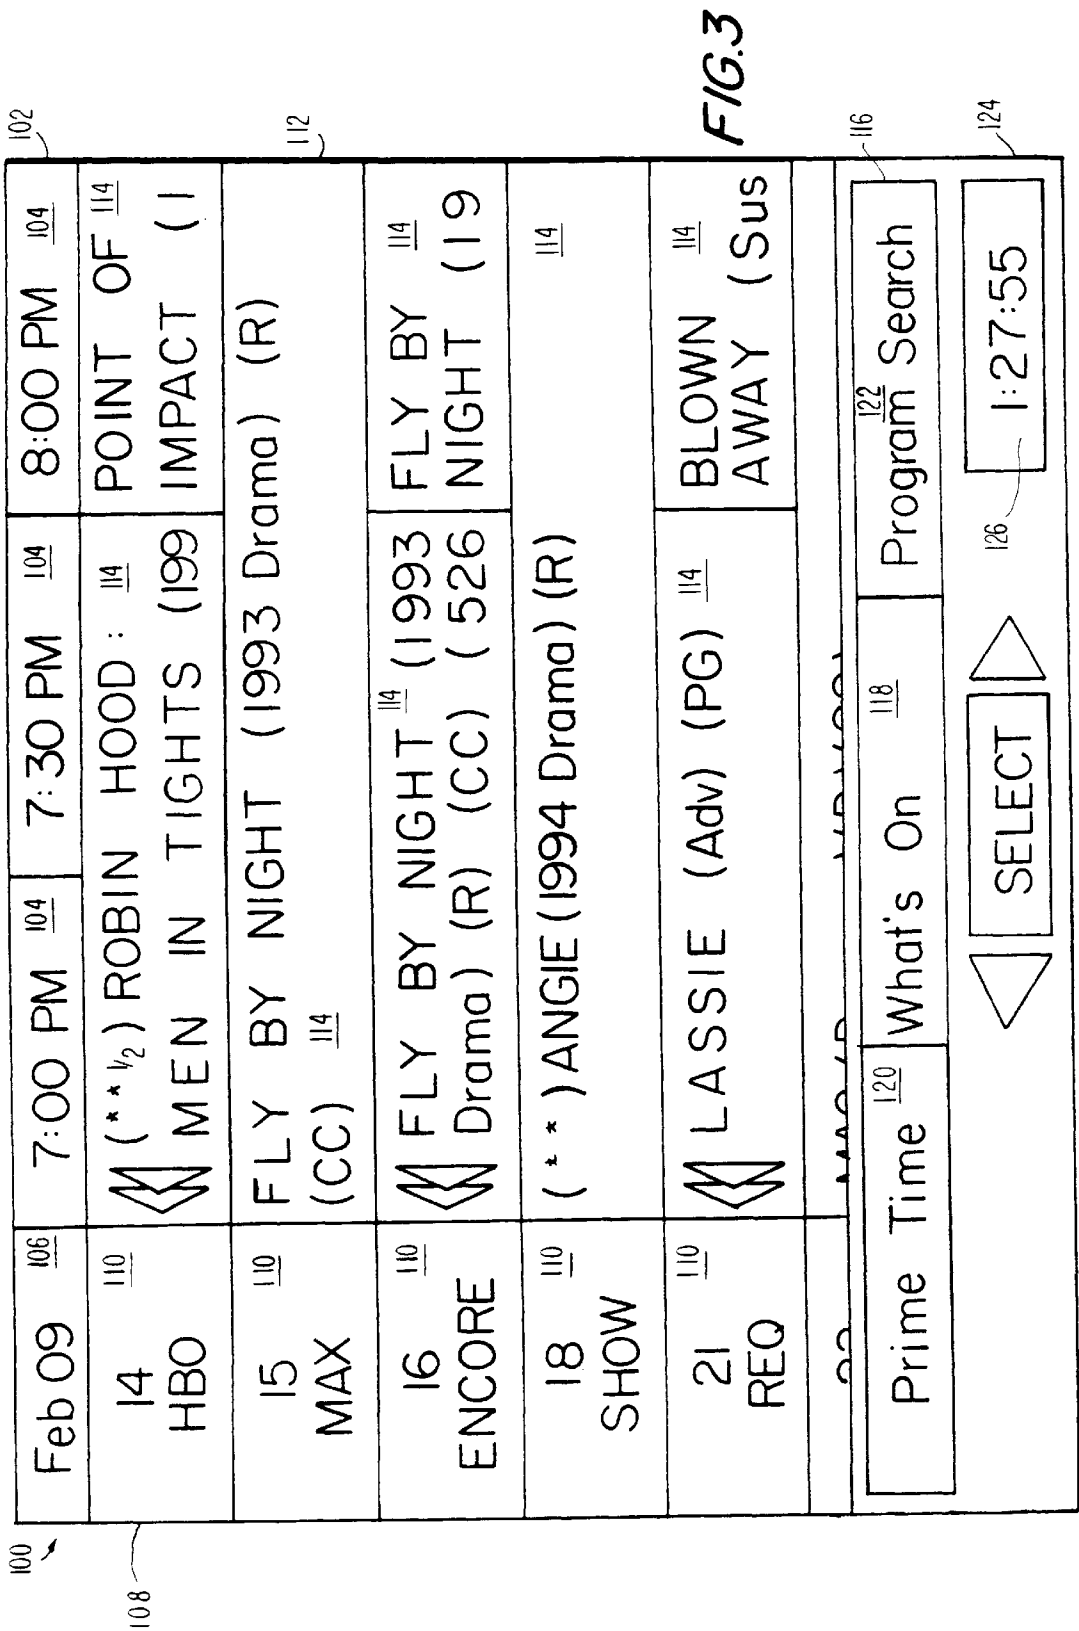 100
102
Feb 09 106
7:00 PM 104
7:30 PM 104
8:00 PM 104
108
14 110
HBO
(**½) ROBIN HOOD: 114
MEN IN TIGHTS (199
POINT OF 114
IMPACT (1
15 110
MAX
FLY BY NIGHT (1993 Drama) (R)
(CC) 114
112
16 110
ENCORE
FLY BY NIGHT 114 (1993
Drama) (R) (CC) (526
FLY BY 114
NIGHT (19
18 110
SHOW
(**) ANGIE (1994 Drama) (R) 114
21 110
REQ
LASSIE (Adv) (PG) 114
BLOWN 114
AWAY (Sus
FIG.3
116
Prime Time 120
What's On 118
122
Program Search
SELECT
126
1:27:55
124